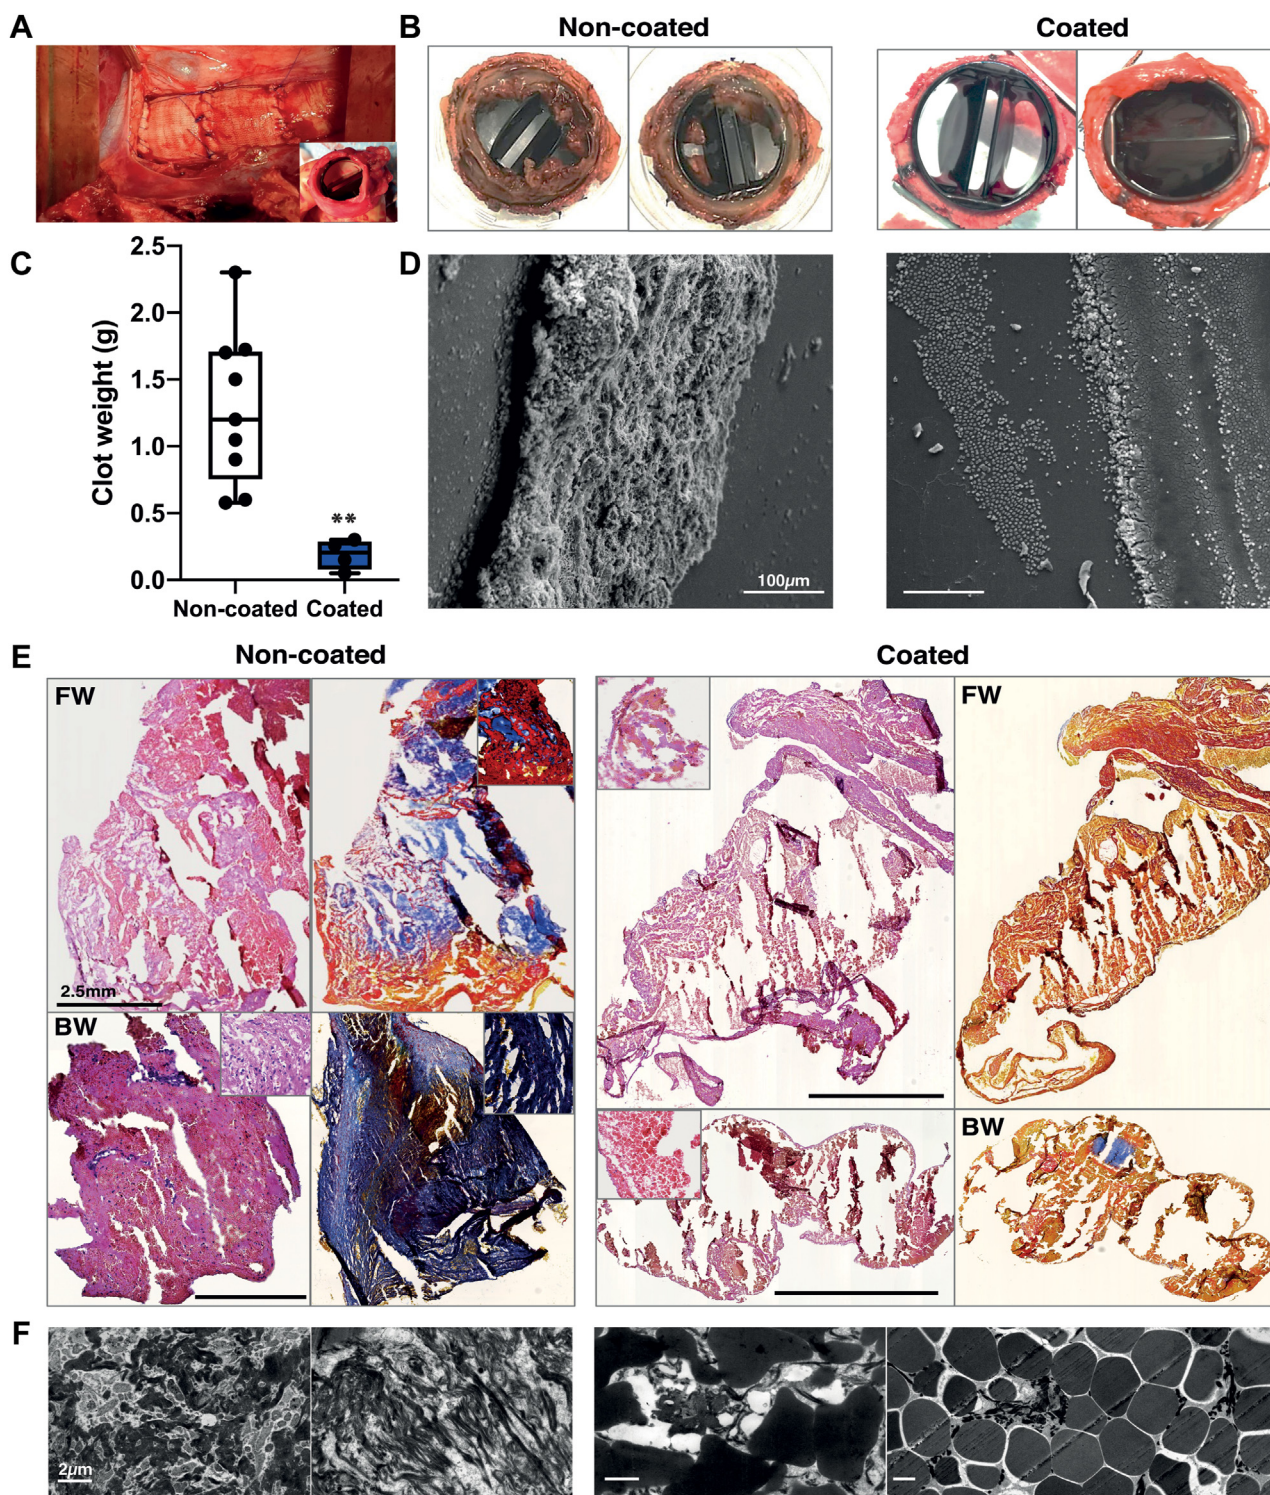 A
B
Non-coated
Coated
C
Clot weight (g)
2.5
2.0
1.5
1.0
0.5
0.0
**
Non-coated
Coated
D
100µm
E
Non-coated
Coated
FW
2.5mm
BW
FW
BW
F
2µm